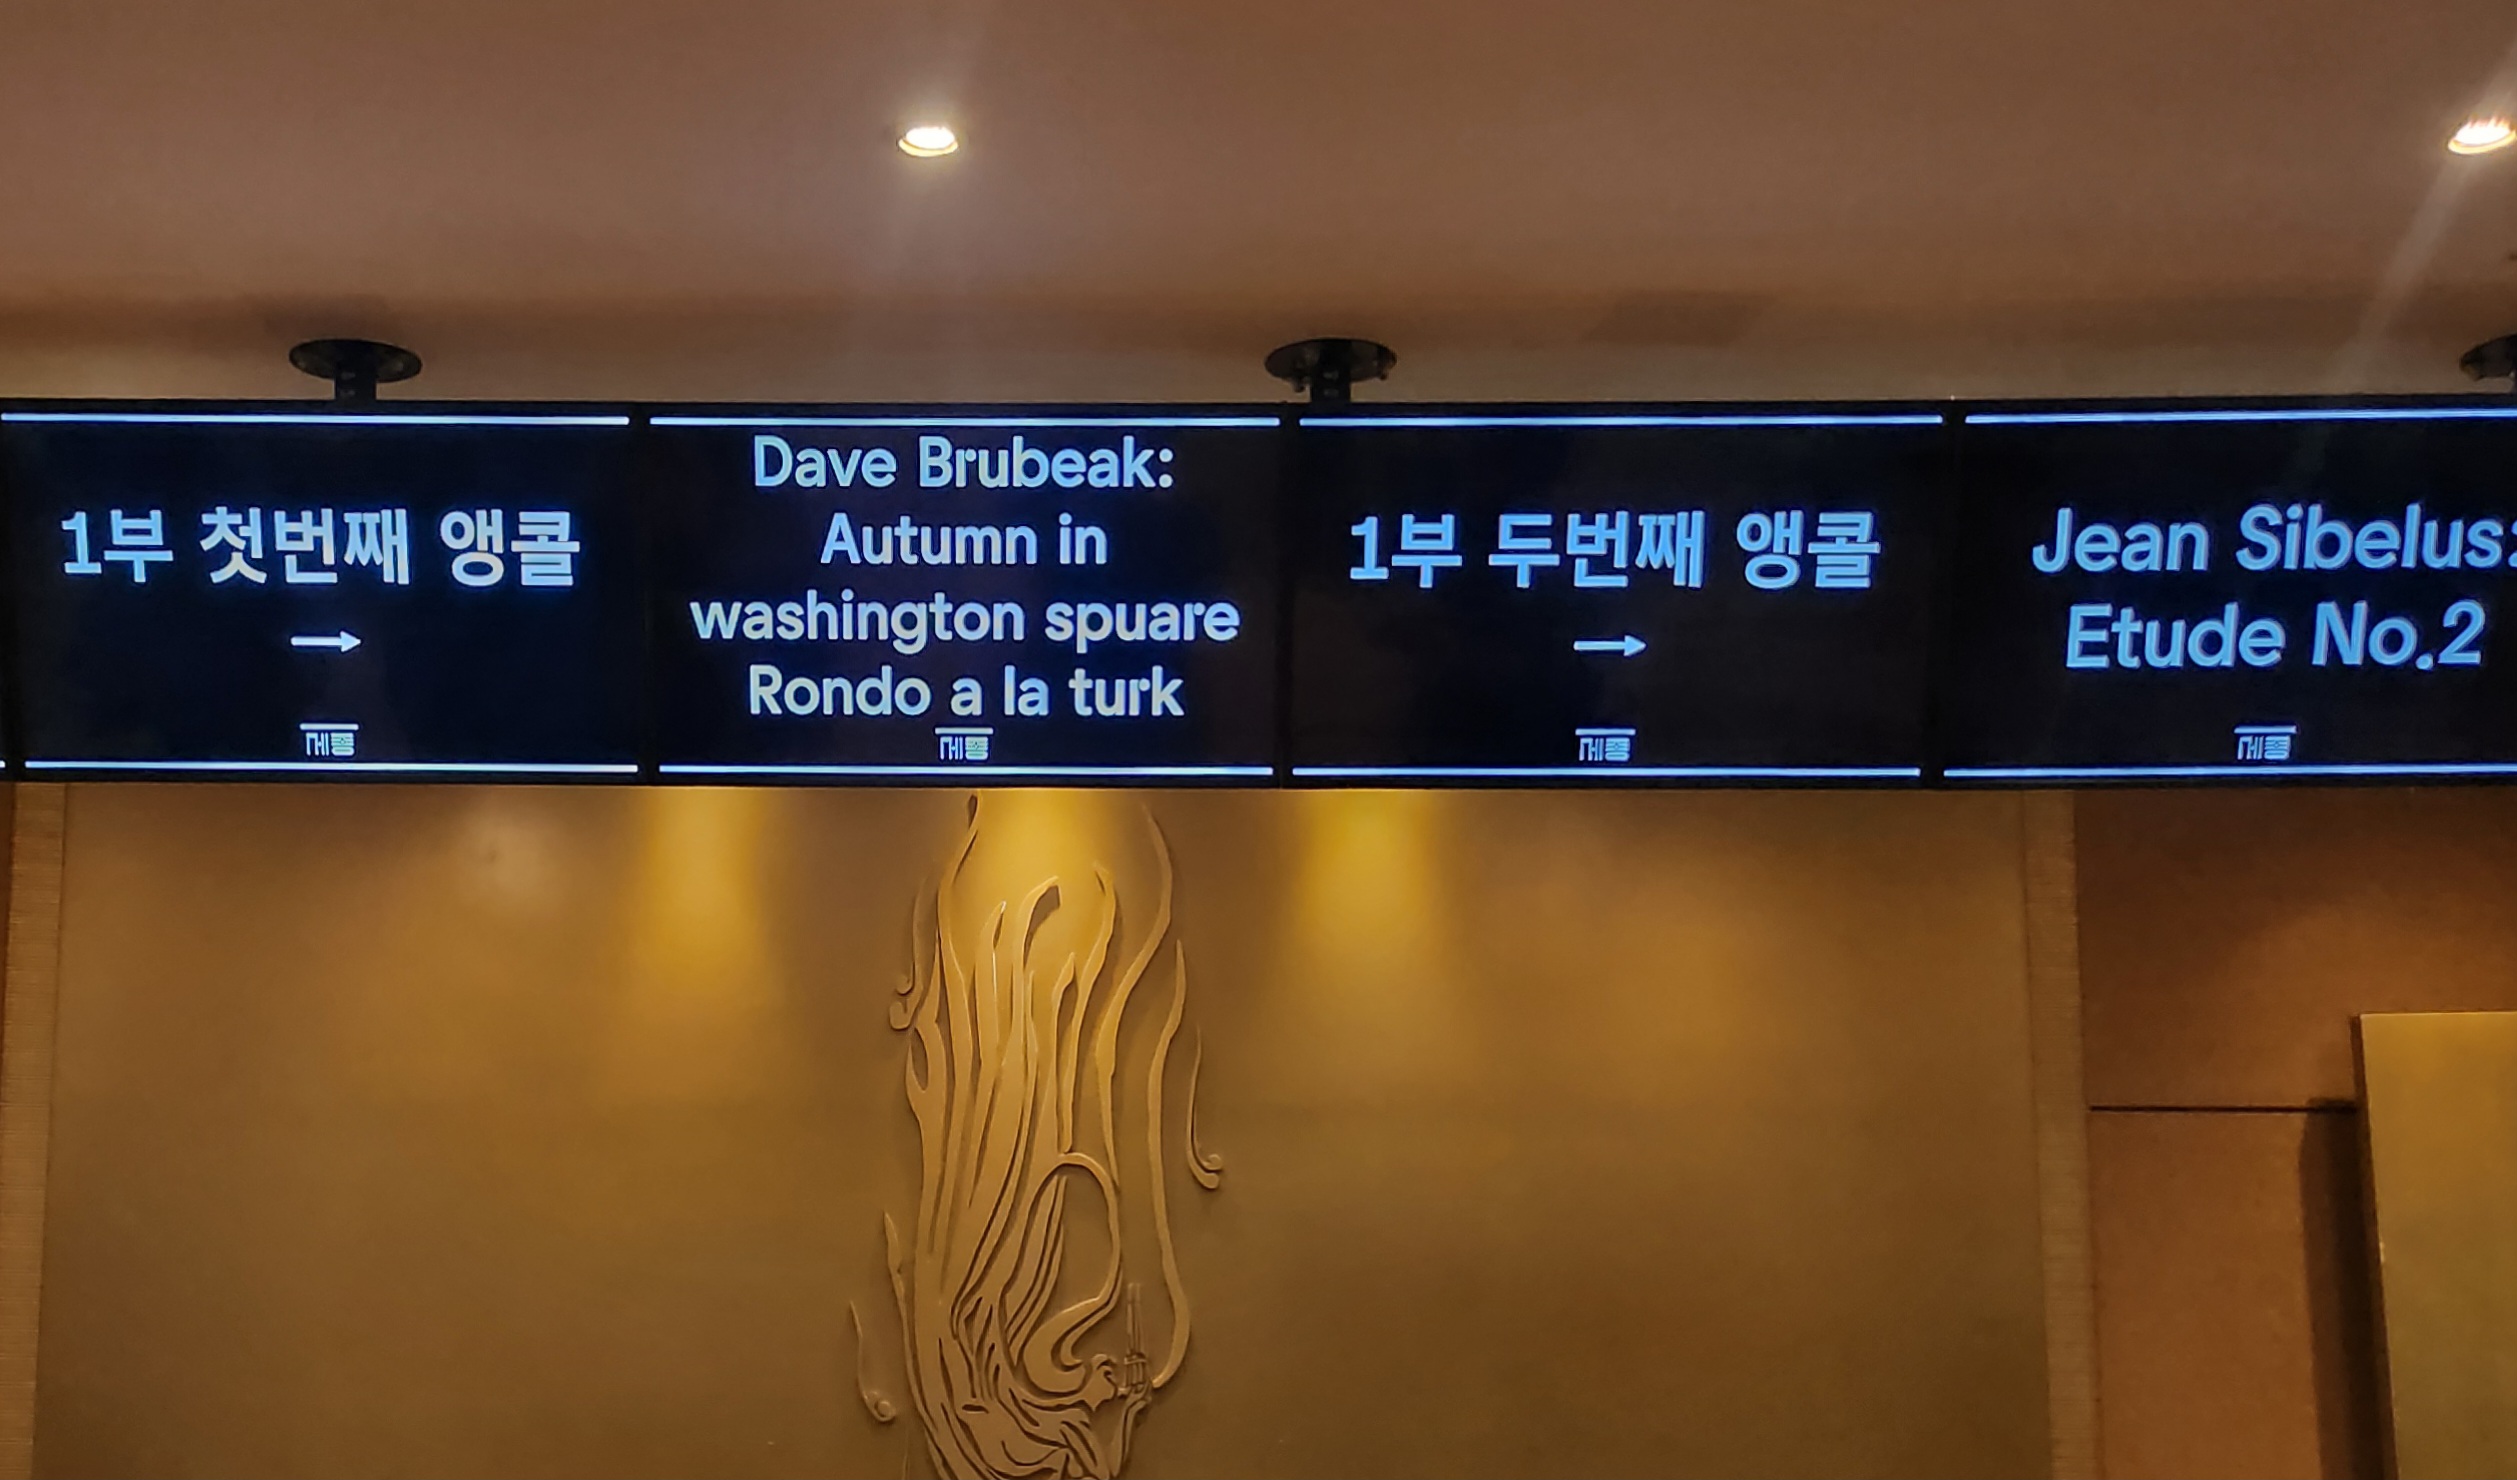 1부 첫번째 앵콜
→
세종
Dave Brubeak:
Autumn in
washington spuare
Rondo a la turk
세종
1부 두번째 앵콜
→
세종
Jean Sibelus:
Etude No.2
세종